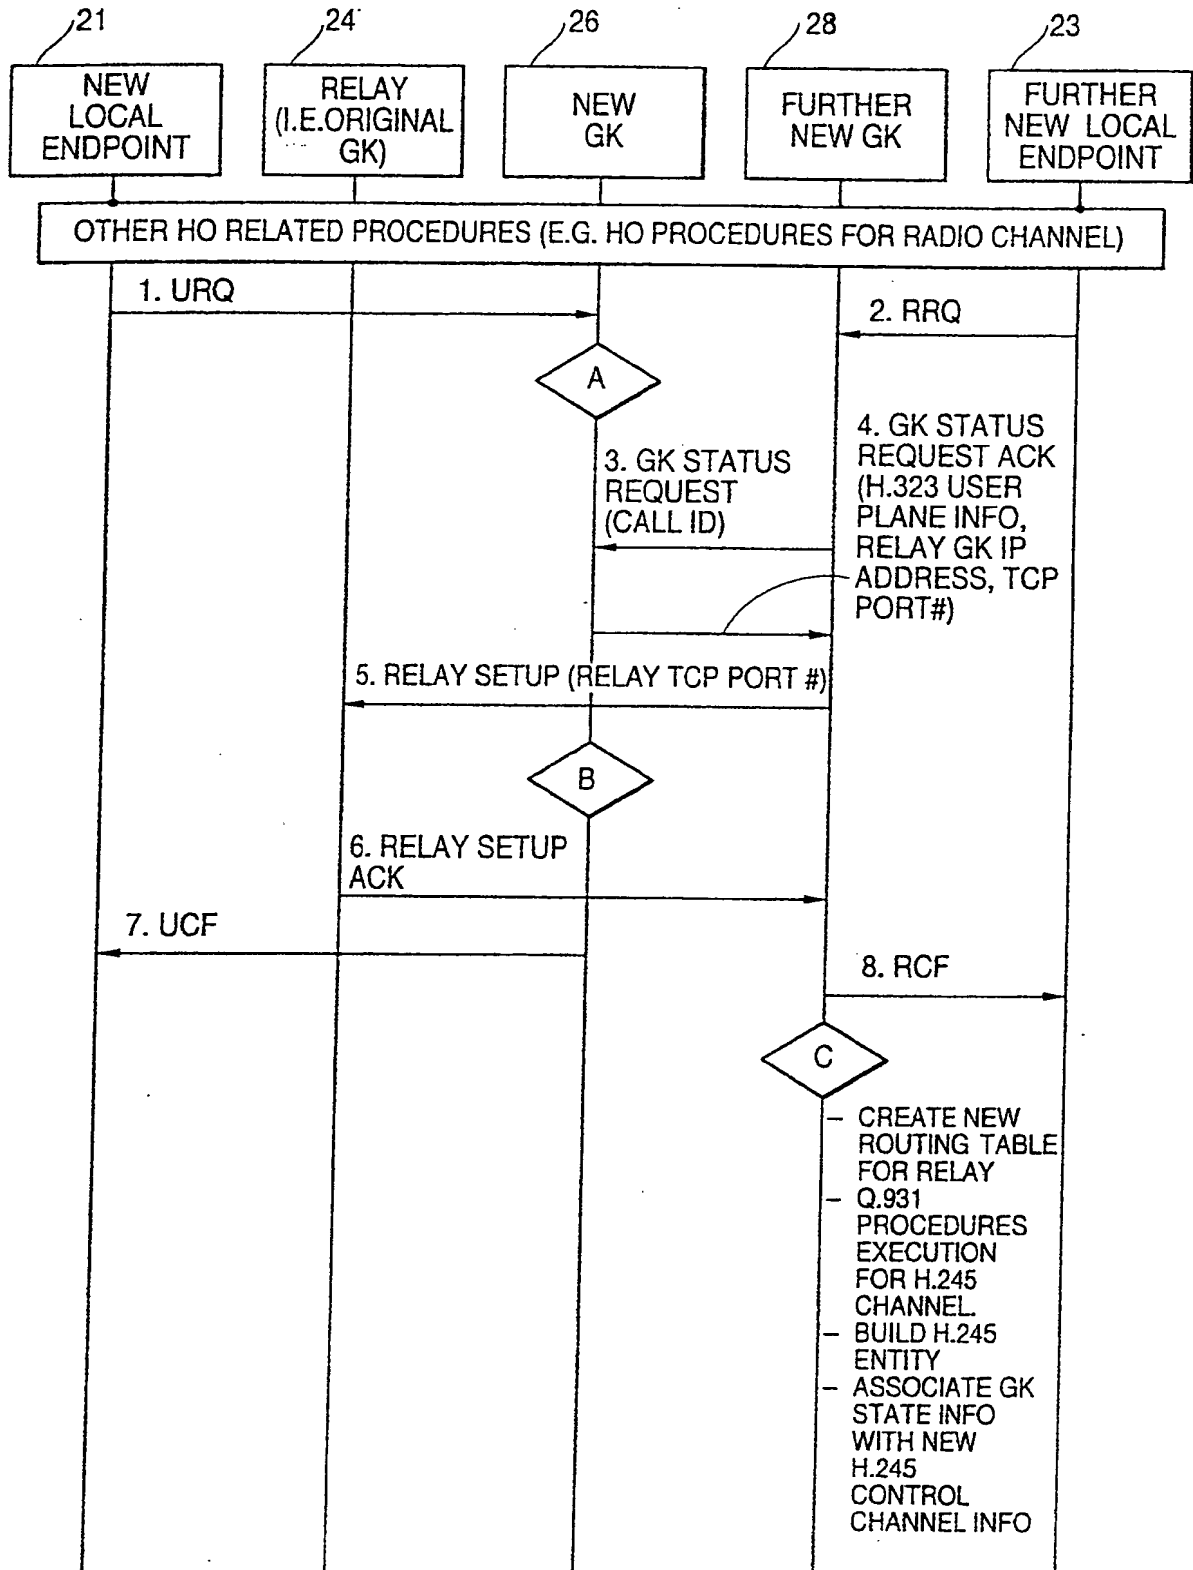 21
24
26
28
23
NEW
LOCAL
ENDPOINT
RELAY
(I.E.ORIGINAL
GK)
NEW
GK
FURTHER
NEW GK
FURTHER
NEW LOCAL
ENDPOINT
OTHER HO RELATED PROCEDURES (E.G. HO PROCEDURES FOR RADIO CHANNEL)
1. URQ
2. RRQ
A
3. GK STATUS
REQUEST
(CALL ID)
4. GK STATUS
REQUEST ACK
(H.323 USER
PLANE INFO,
RELAY GK IP
ADDRESS, TCP
PORT#)
5. RELAY SETUP (RELAY TCP PORT #)
B
6. RELAY SETUP
ACK
7. UCF
8. RCF
C
– CREATE NEW
ROUTING TABLE
FOR RELAY
– Q.931
PROCEDURES
EXECUTION
FOR H.245
CHANNEL.
– BUILD H.245
ENTITY
– ASSOCIATE GK
STATE INFO
WITH NEW
H.245
CONTROL
CHANNEL INFO